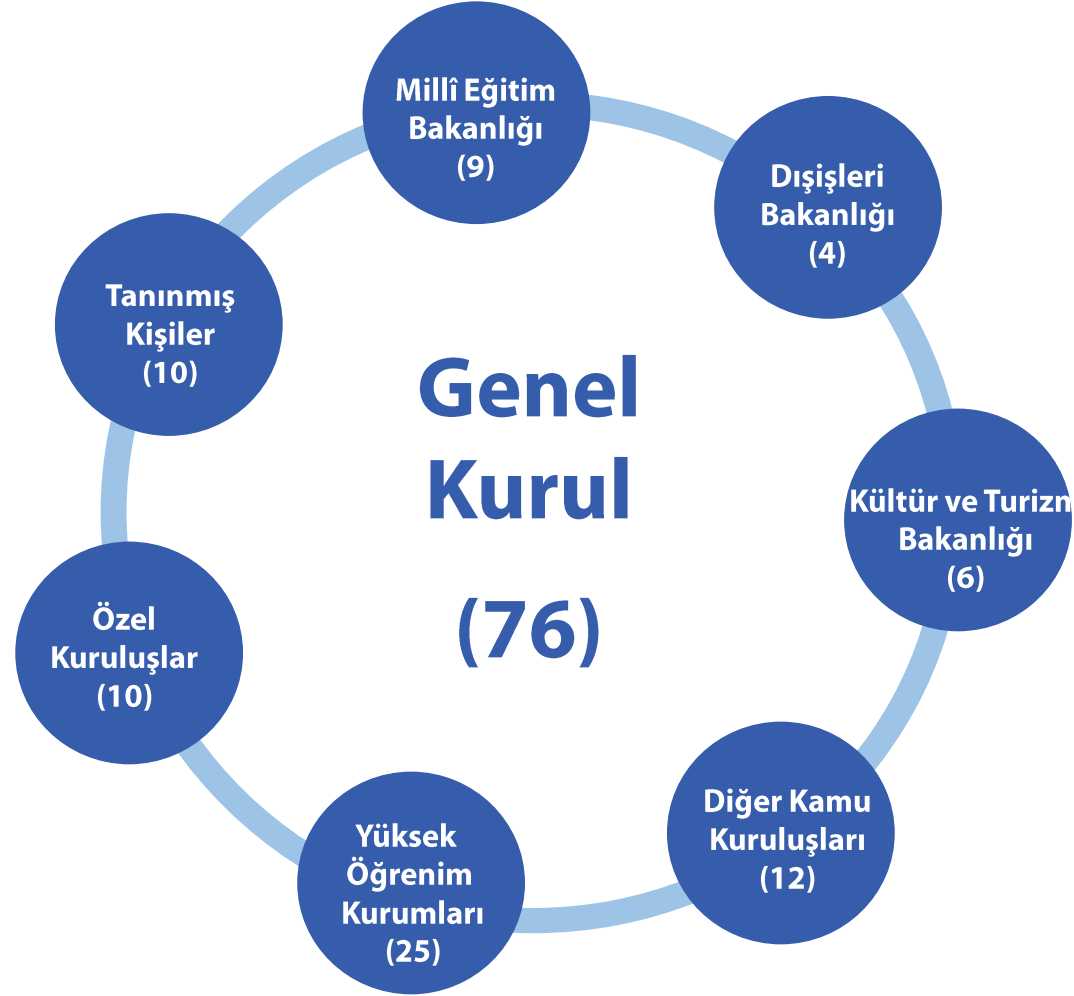 Millî Eğitim
Bakanlığı
(9)
Dışişleri
Bakanlığı
(4)
Kültür ve Turizm
Bakanlığı
(6)
Diğer Kamu
Kuruluşları
(12)
Yüksek
Öğrenim
Kurumları
(25)
Özel
Kuruluşlar
(10)
Tanınmış
Kişiler
(10)
Genel
Kurul
(76)